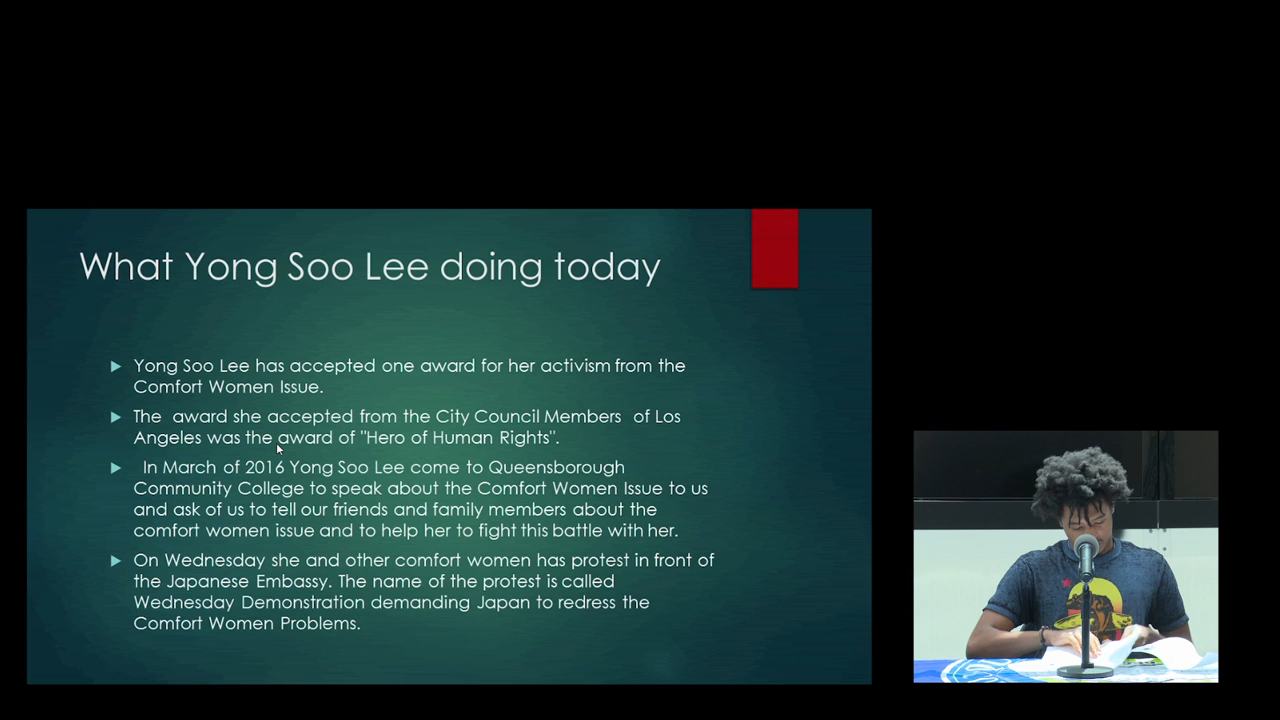 What Yong Soo Lee doing today
Yong Soo Lee has accepted one award for her activism from the
Comfort Women Issue.
The award she accepted from the City Council Members of Los
Angeles was the award of "Hero of Human Rights".
In March of 2016 Yong Soo Lee come to Queensborough
Community College to speak about the Comfort Women Issue to us
and ask of us to tell our friends and family members about the
comfort women issue and to help her to fight this battle with her.
On Wednesday she and other comfort women has protest in front of
the Japanese Embassy. The name of the protest is called
Wednesday Demonstration demanding Japan to redress the
Comfort Women Problems.